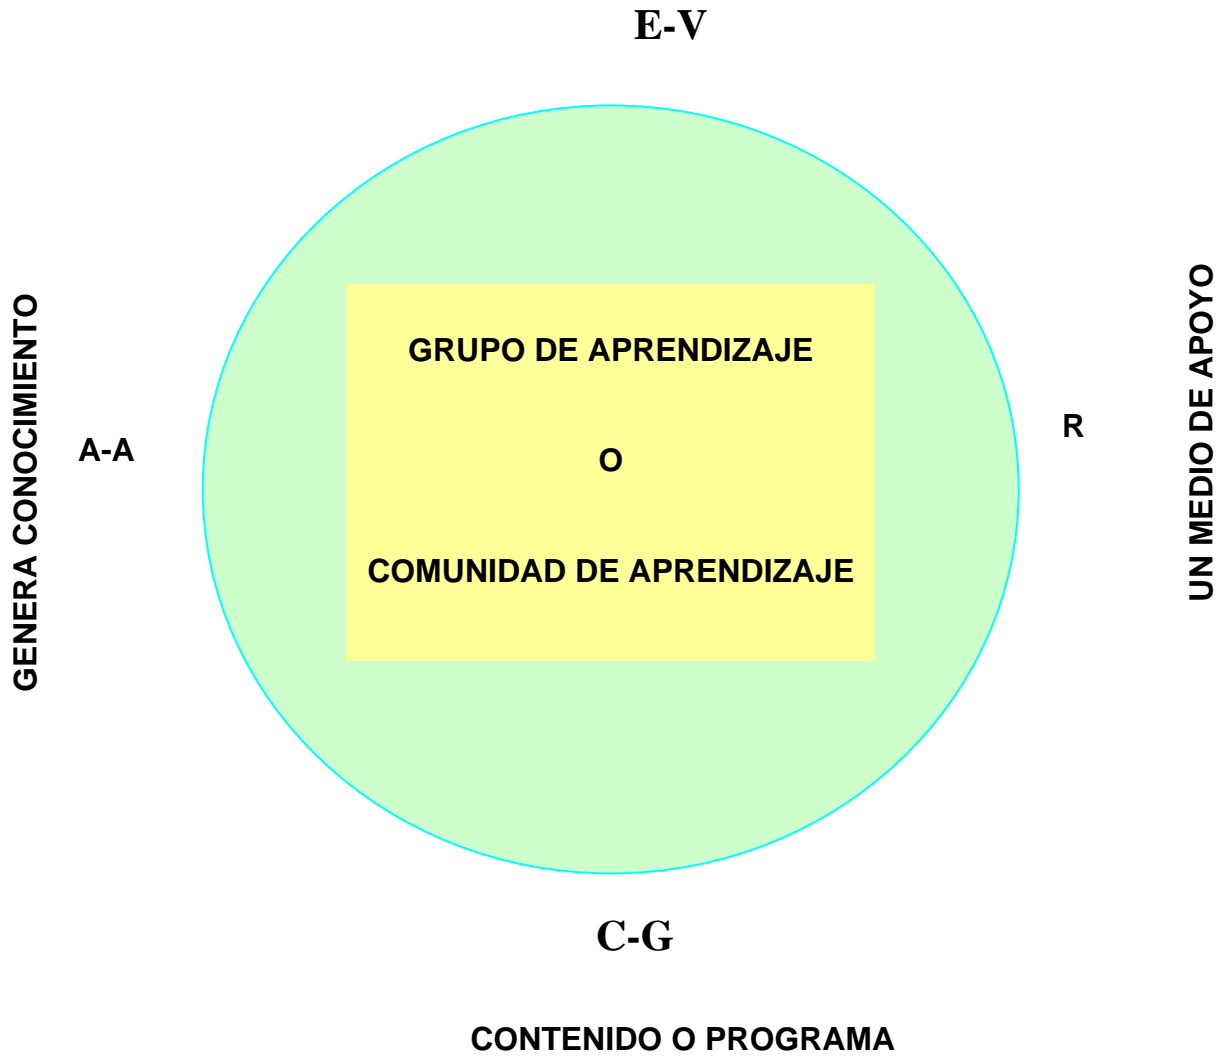 E-V
GENERA CONOCIMIENTO
A-A
GRUPO DE APRENDIZAJE
O
COMUNIDAD DE APRENDIZAJE
R
UN MEDIO DE APOYO
C-G
CONTENIDO O PROGRAMA